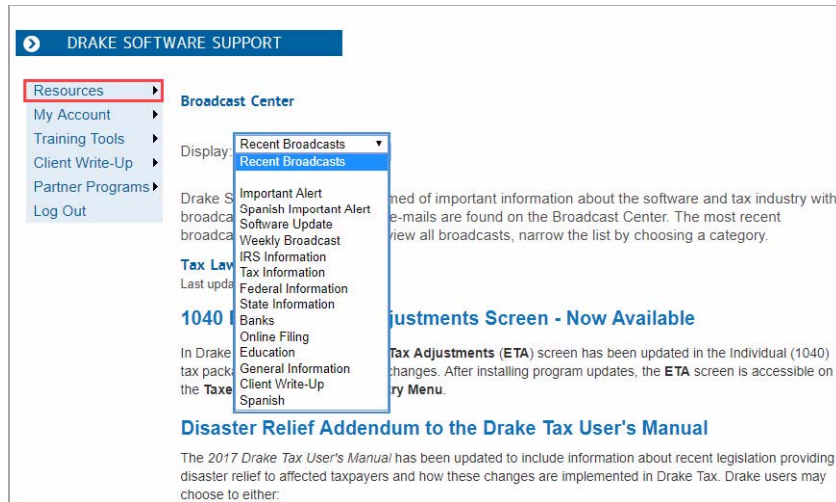 DRAKE SOFTWARE SUPPORT
Resources
My Account
Training Tools
Client Write-Up
Partner Programs
Log Out
Broadcast Center
Display: Recent Broadcasts
Recent Broadcasts
Important Alert
Spanish Important Alert
Software Update
Weekly Broadcast
IRS Information
Tax Information
Federal Information
State Information
Banks
Online Filing
Education
General Information
Client Write-Up
Spanish
Drake S med of important information about the software and tax industry with
broadca e-mails are found on the Broadcast Center. The most recent
broadca view all broadcasts, narrow the list by choosing a category.
Tax Law
Last upda
1040 justments Screen - Now Available
In Drake Tax Adjustments (ETA) screen has been updated in the Individual (1040)
tax pack changes. After installing program updates, the ETA screen is accessible on
the Taxe ry Menu.
Disaster Relief Addendum to the Drake Tax User's Manual
The 2017 Drake Tax User's Manual has been updated to include information about recent legislation providing
disaster relief to affected taxpayers and how these changes are implemented in Drake Tax. Drake users may
choose to either: